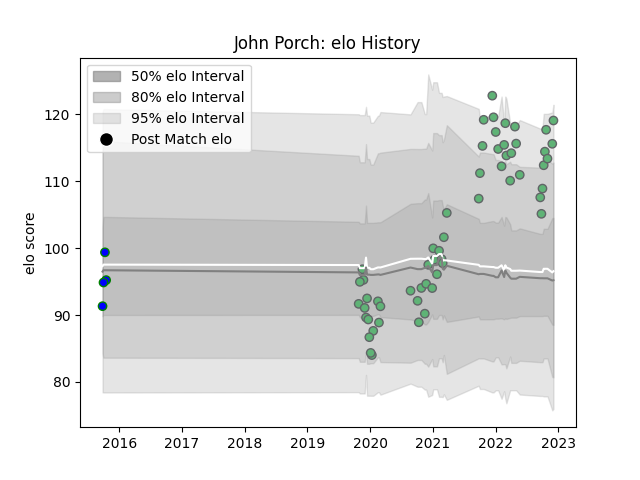 John Porch: elo History
50% elo Interval
80% elo Interval
95% elo Interval
Post Match elo
elo score
120
110
100
90
80
2016 2017 2018 2019 2020 2021 2022 2023